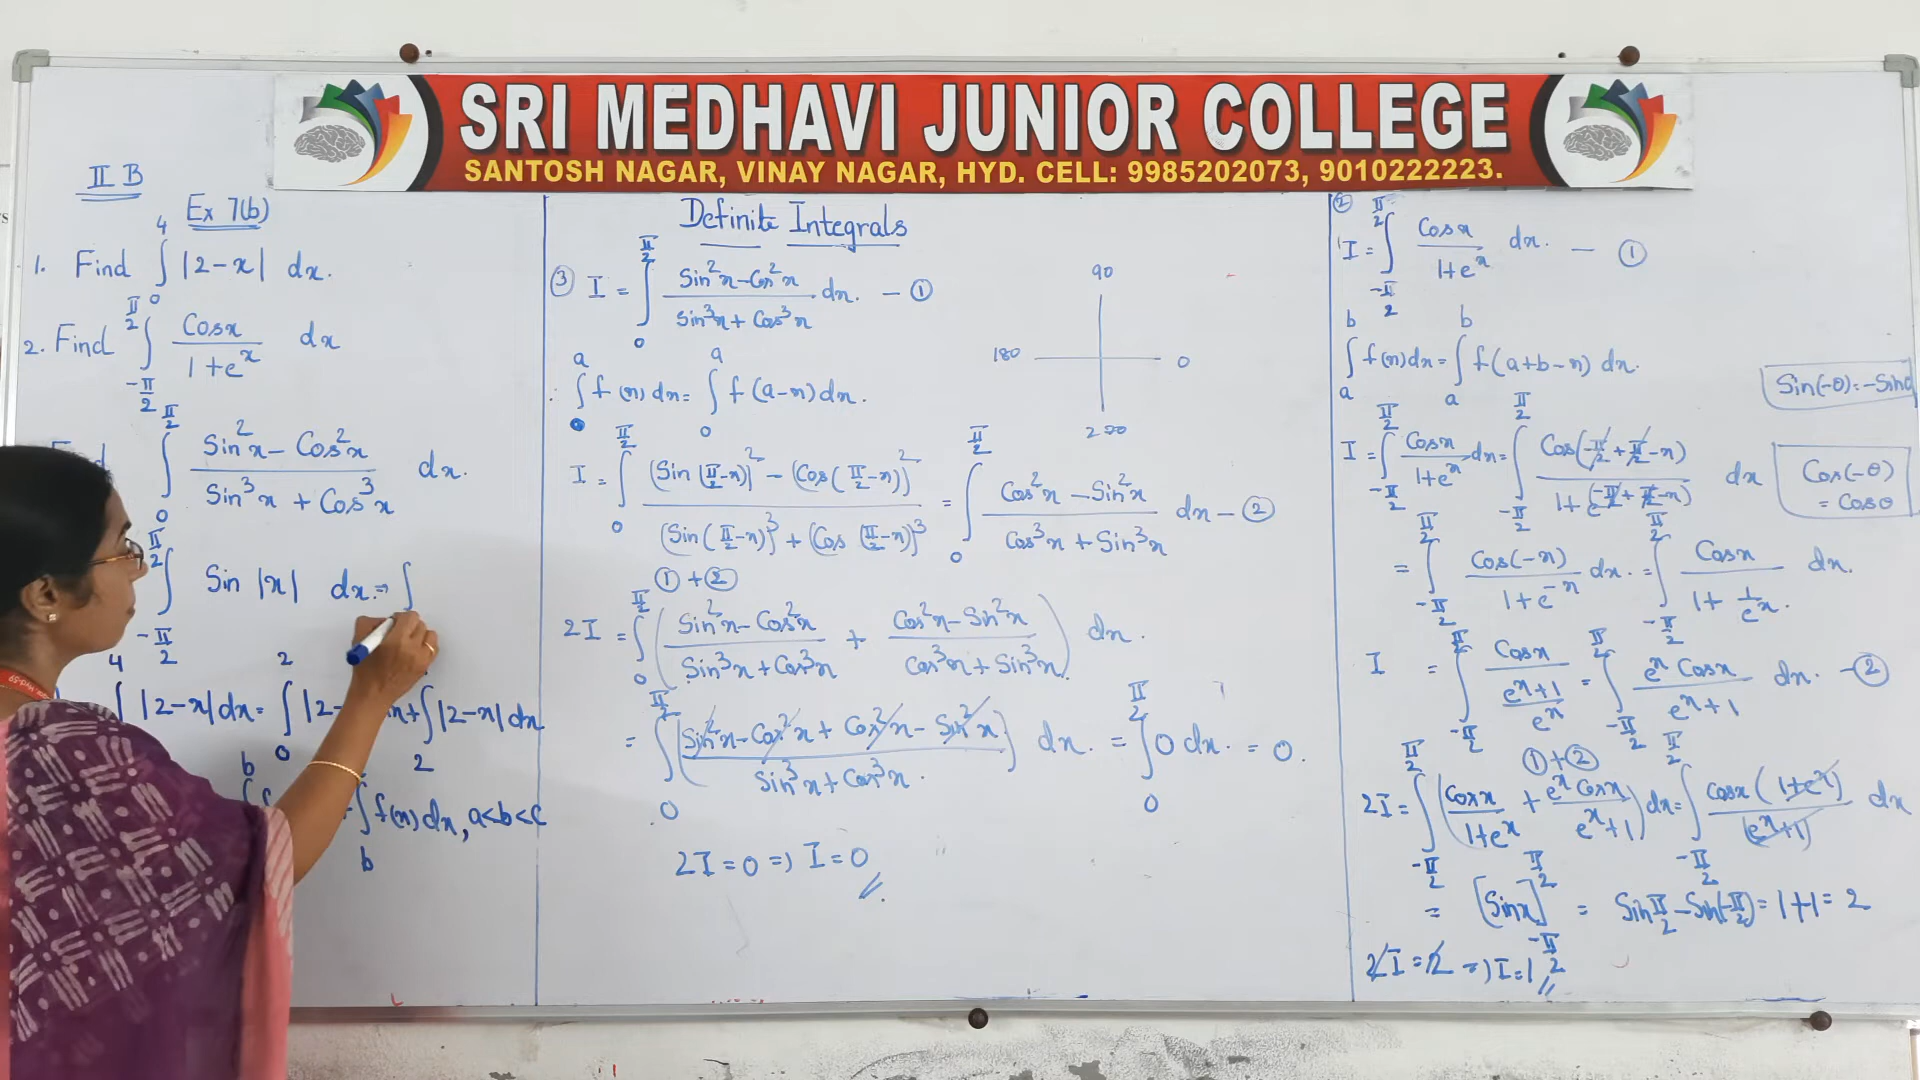 SRI MEDHAVI JUNIOR COLLEGE
SANTOSH NAGAR, VINAY NAGAR, HYD. CELL: 9985202073, 9010222223.
II B
Ex 7(b)
1. Find ∫₀⁴ |2-x| dx.
2. Find ∫_{-π/2}^{π/2} Cosx/(1+e^x) dx
∫₀^{π/2} (Sin²x - Cos²x)/(Sin³x + Cos³x) dx.
∫_{-π/2}^{π/2} Sin |x| dx ⇒ ∫
∫ ⁴ |2-x| dx = ∫₀² |2- + ∫₂ |2-x| dx
∫_b f(x) dx, a<b<c
Definite Integrals
③ I = ∫₀^{π/2} (Sin²x - Cos²x)/(Sin³x + Cos³x) dx. - ①
90
180
0
270
∫₀^a f(x) dx = ∫₀^a f(a-x) dx.
I = ∫₀^{π/2} ((Sin(π/2-x))² - (Cos(π/2-x))²)/((Sin(π/2-x))³ + (Cos(π/2-x))³) = ∫₀^{π/2} (Cos²x - Sin²x)/(Cos³x + Sin³x) dx - ②
① + ②
2I = ∫₀^{π/2} ((Sin²x - Cos²x)/(Sin³x + Cos³x) + (Cos²x - Sin²x)/(Cos³x + Sin³x)) dx.
= ∫₀^{π/2} ((Sin²x - Cos²x + Cos²x - Sin²x)/(Sin³x + Cos³x)) dx. = ∫₀^{π/2} 0 dx. = 0.
2I = 0 ⇒ I = 0
②
I = ∫_{-π/2}^{π/2} Cosx/(1+e^x) dx. - ①
∫_a^b f(x) dx = ∫_a^b f(a+b-x) dx.
Sin(-θ) = -Sinθ
I = ∫_{-π/2}^{π/2} Cosx/(1+e^x) dx = ∫_{-π/2}^{π/2} Cos(-π/2+π/2-x)/(1+e^(-π/2+π/2-x)) dx
Cos(-θ)
= Cosθ
= ∫_{-π/2}^{π/2} Cos(-x)/(1+e^{-x}) dx. = ∫_{-π/2}^{π/2} Cosx/(1+1/e^x) dx.
I = ∫_{-π/2}^{π/2} Cosx/((e^x+1)/e^x) = ∫_{-π/2}^{π/2} e^x Cosx/(e^x+1) dx. - ②
① + ②
2I = ∫_{-π/2}^{π/2} (Cosx/(1+e^x) + e^x Cosx/(e^x+1)) dx = ∫_{-π/2}^{π/2} Cosx(1+e^x)/(e^x+1) dx
= [Sinx]_{-π/2}^{π/2} = Sin π/2 - Sin(-π/2) = 1+1 = 2
2I = 2 ⇒ I = 1